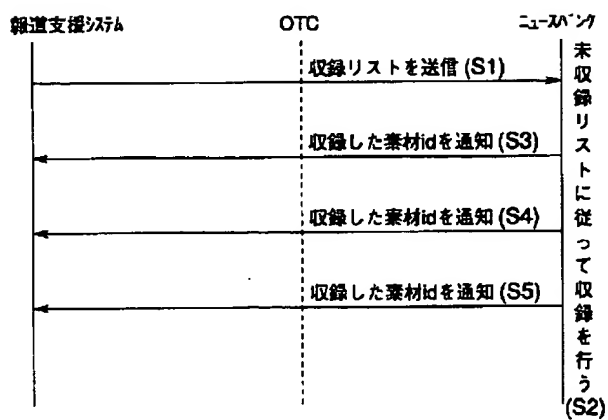 報道支援システム
OTC
ニュースバンク
収録リストを送信 (S1)
収録した素材idを通知 (S3)
収録した素材idを通知 (S4)
収録した素材idを通知 (S5)
未収録リストに従って収録を行う
(S2)